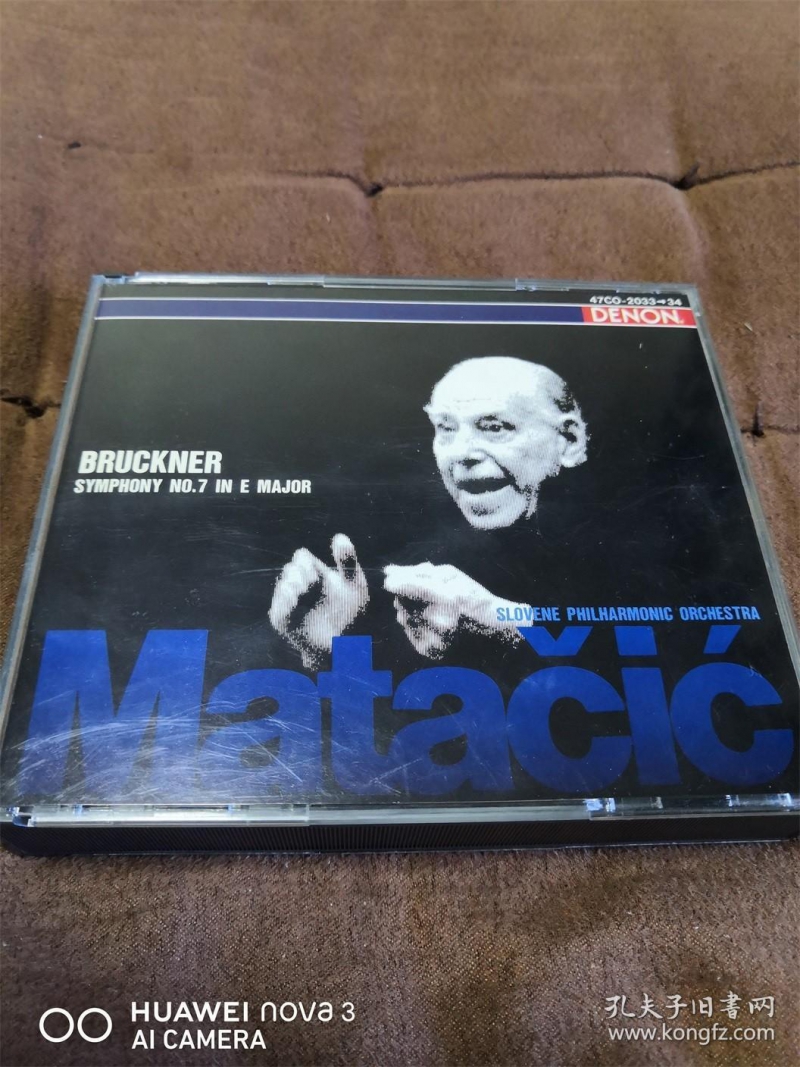 47CO-2033→34
DENON
BRUCKNER
SYMPHONY NO.7 IN E MAJOR
SLOVENE PHILHARMONIC ORCHESTRA
Matačić
HUAWEI nova 3
AI CAMERA
孔夫子旧書网
www.kongfz.com